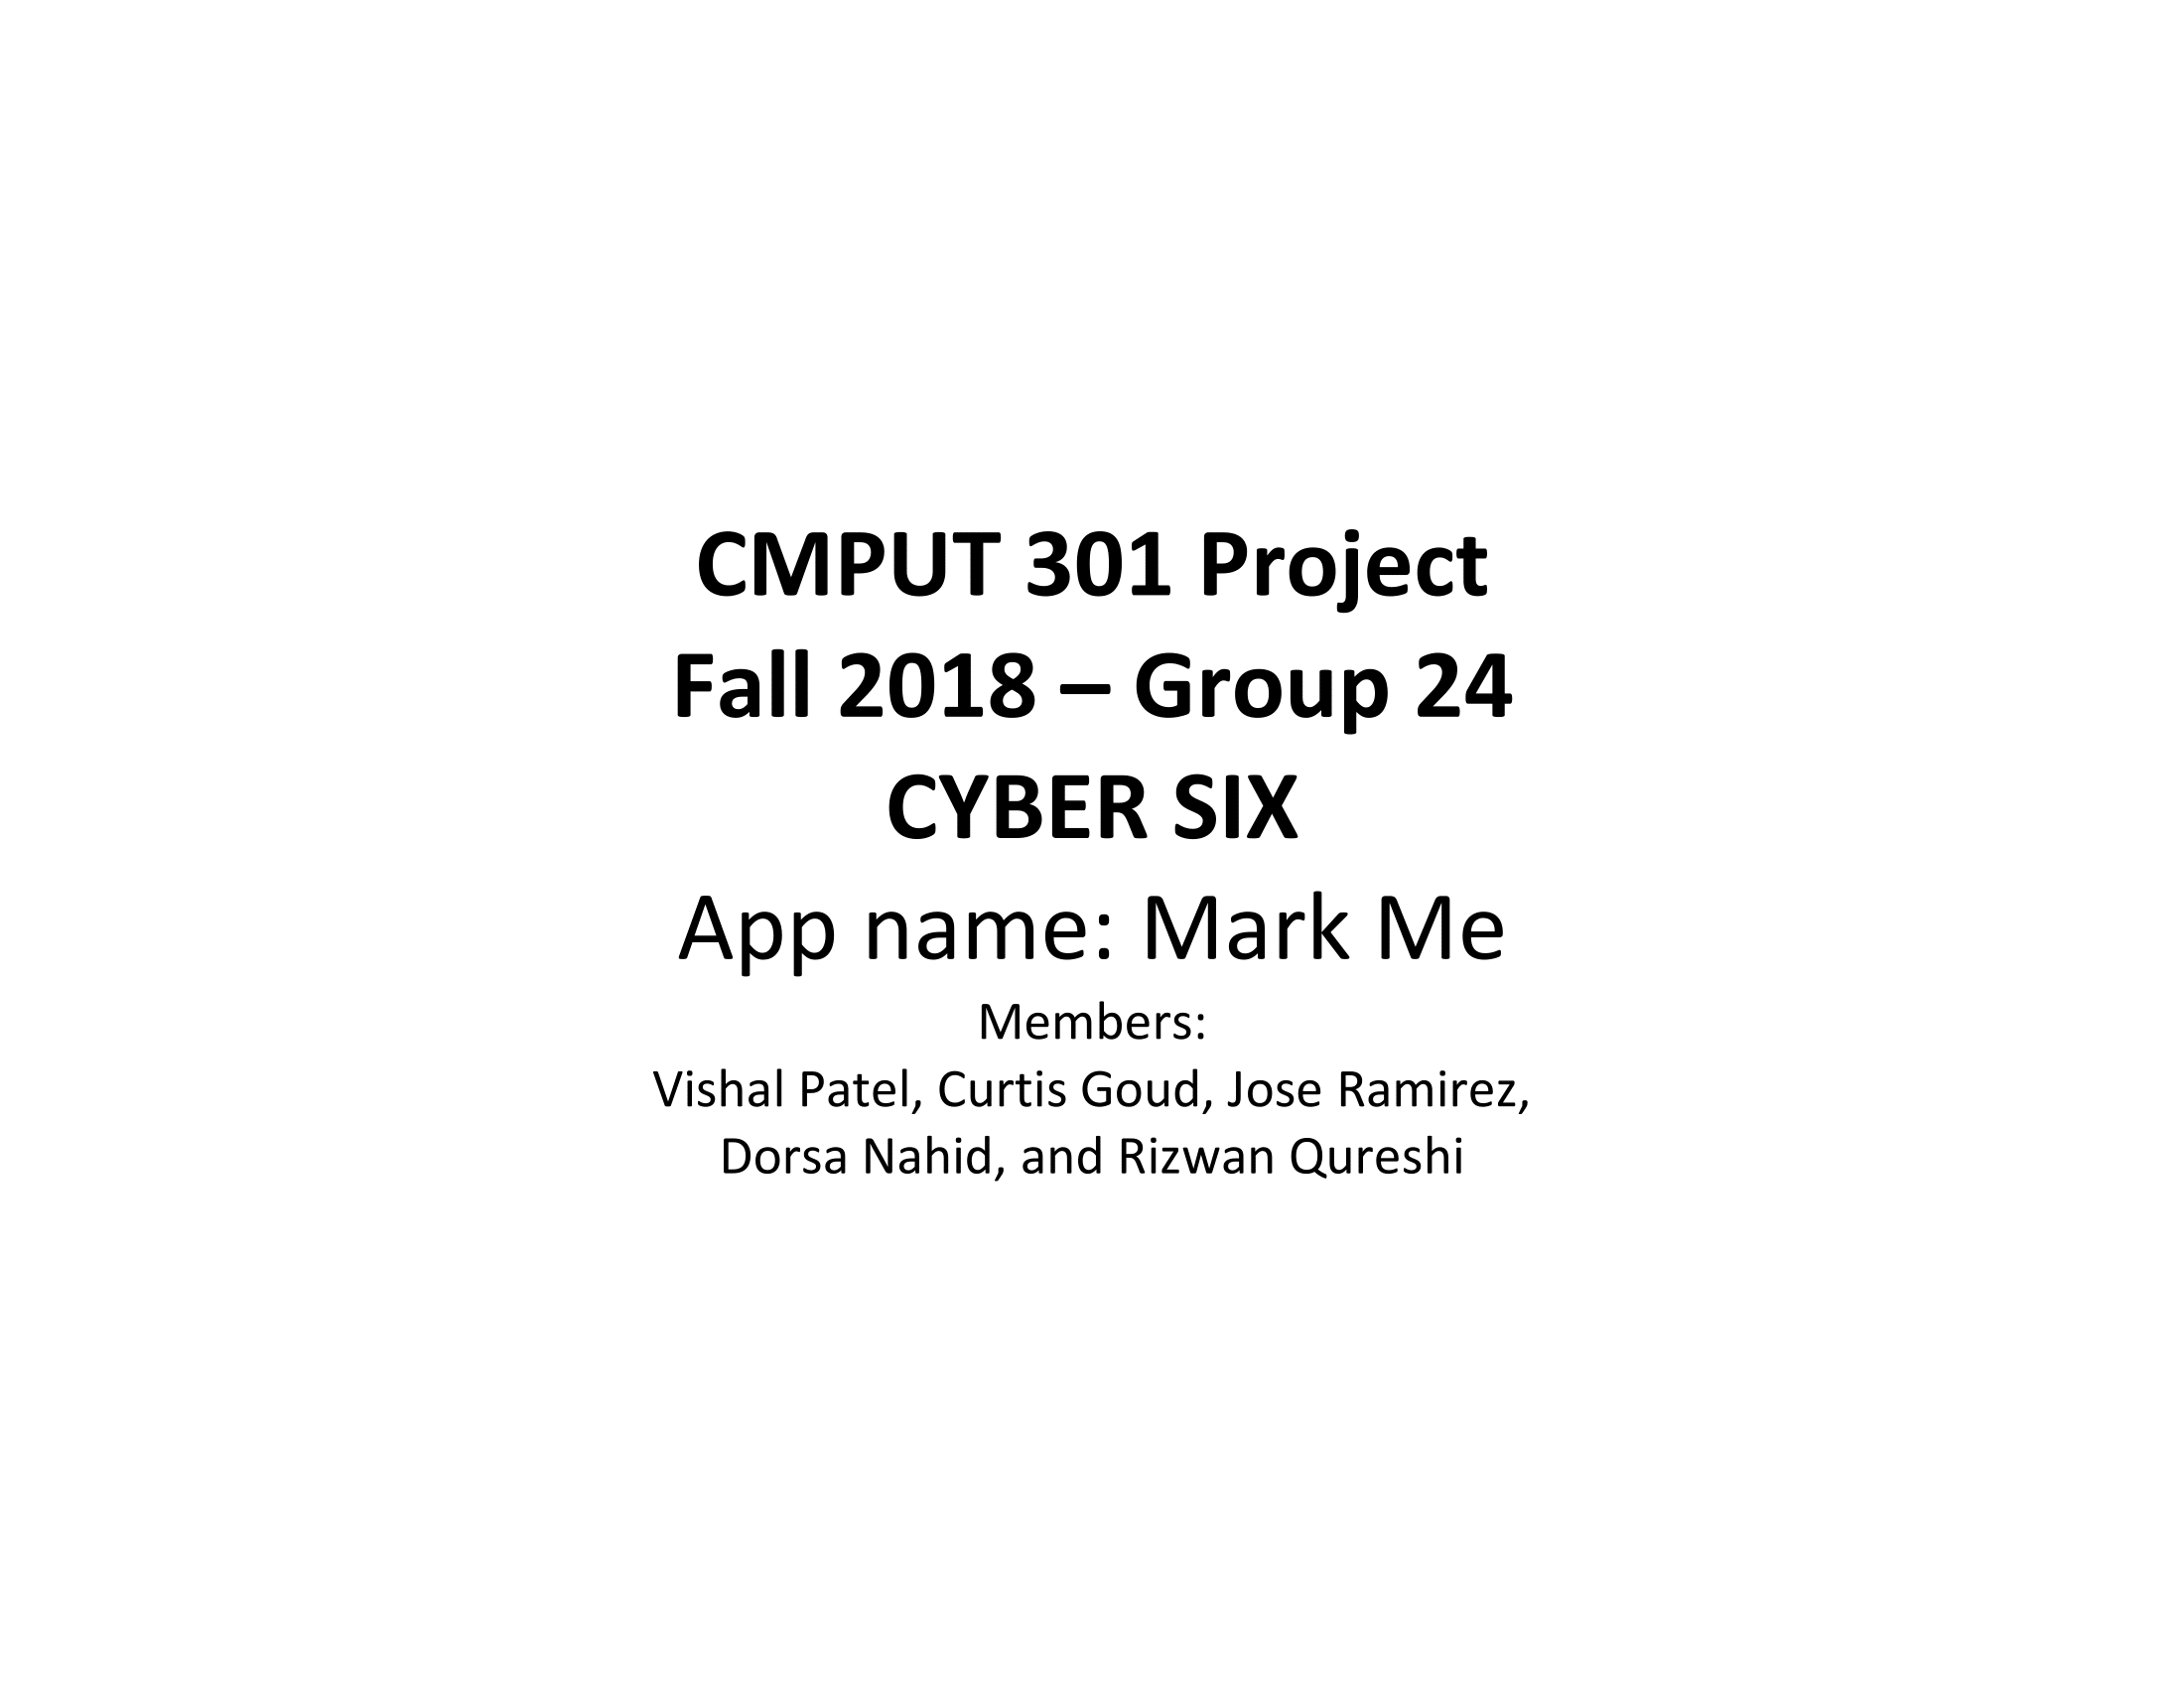 CMPUT 301 Project
Fall 2018 – Group 24
CYBER SIX
App name: Mark Me
Members:
Vishal Patel, Curtis Goud, Jose Ramirez,
Dorsa Nahid, and Rizwan Qureshi